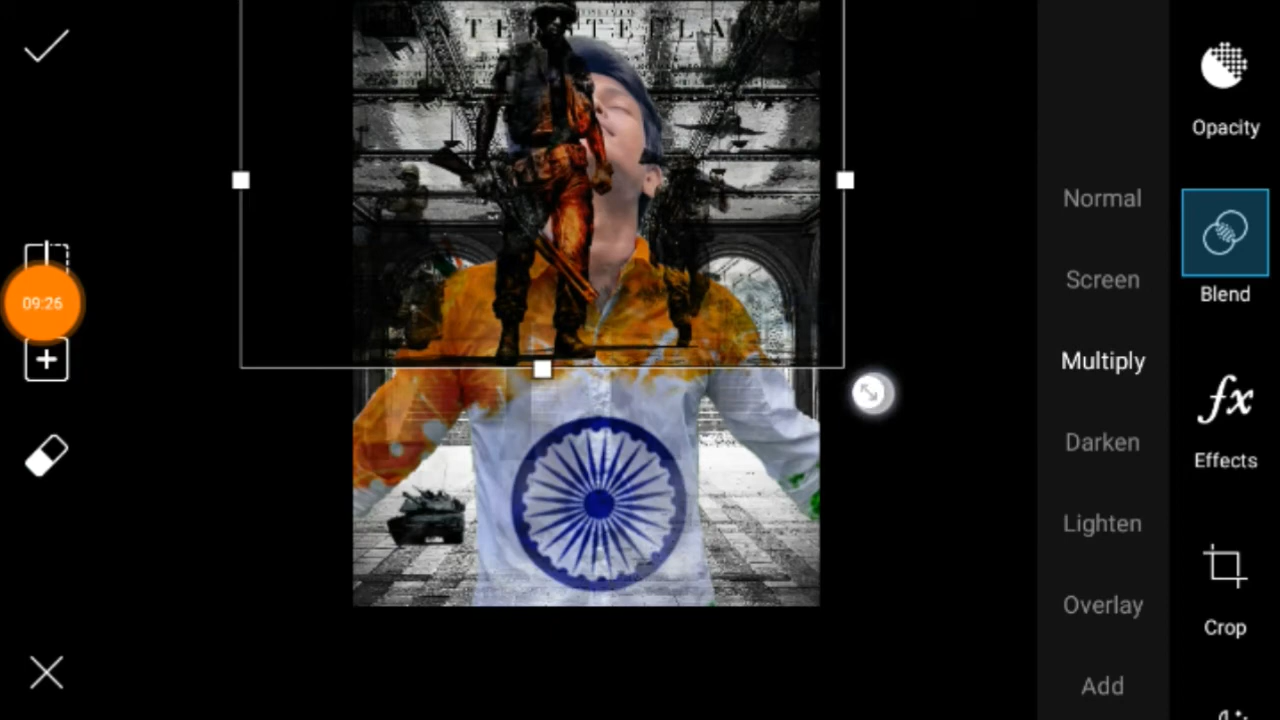 Opacity
Normal
Blend
Screen
09:26
Multiply
Effects
Darken
Lighten
Crop
Overlay
Add